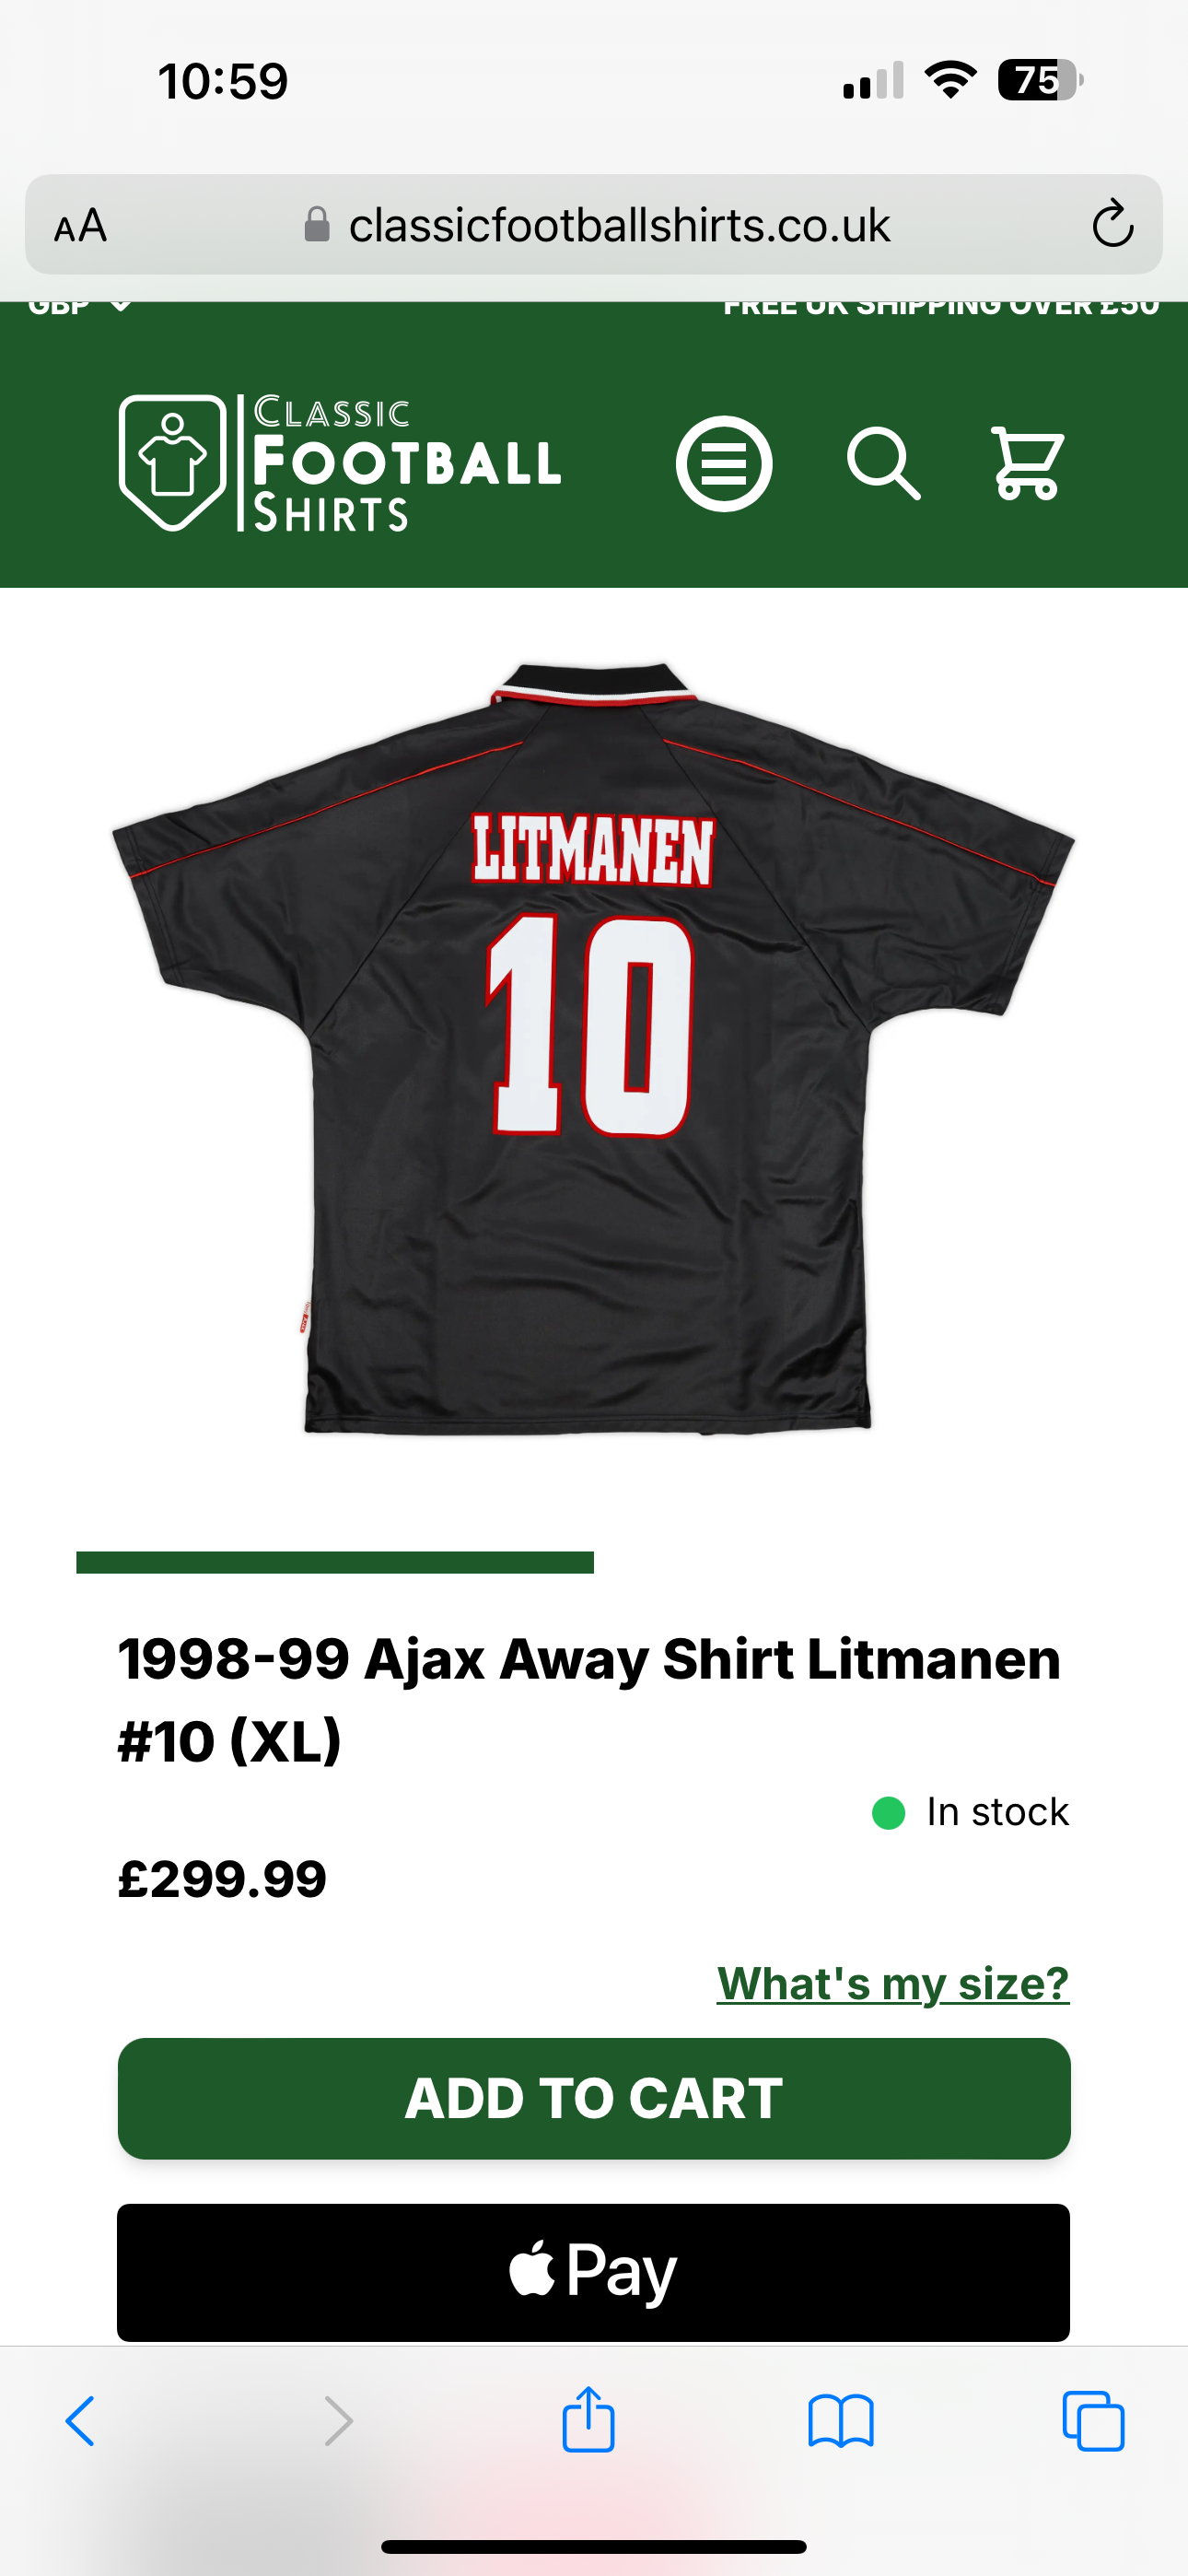 10:59
75
AA
classicfootballshirts.co.uk
GBP
FREE UK SHIPPING OVER £50
CLASSIC
FOOTBALL
SHIRTS
LITMANEN
10
1998-99 Ajax Away Shirt Litmanen
#10 (XL)
In stock
£299.99
What's my size?
ADD TO CART
Pay